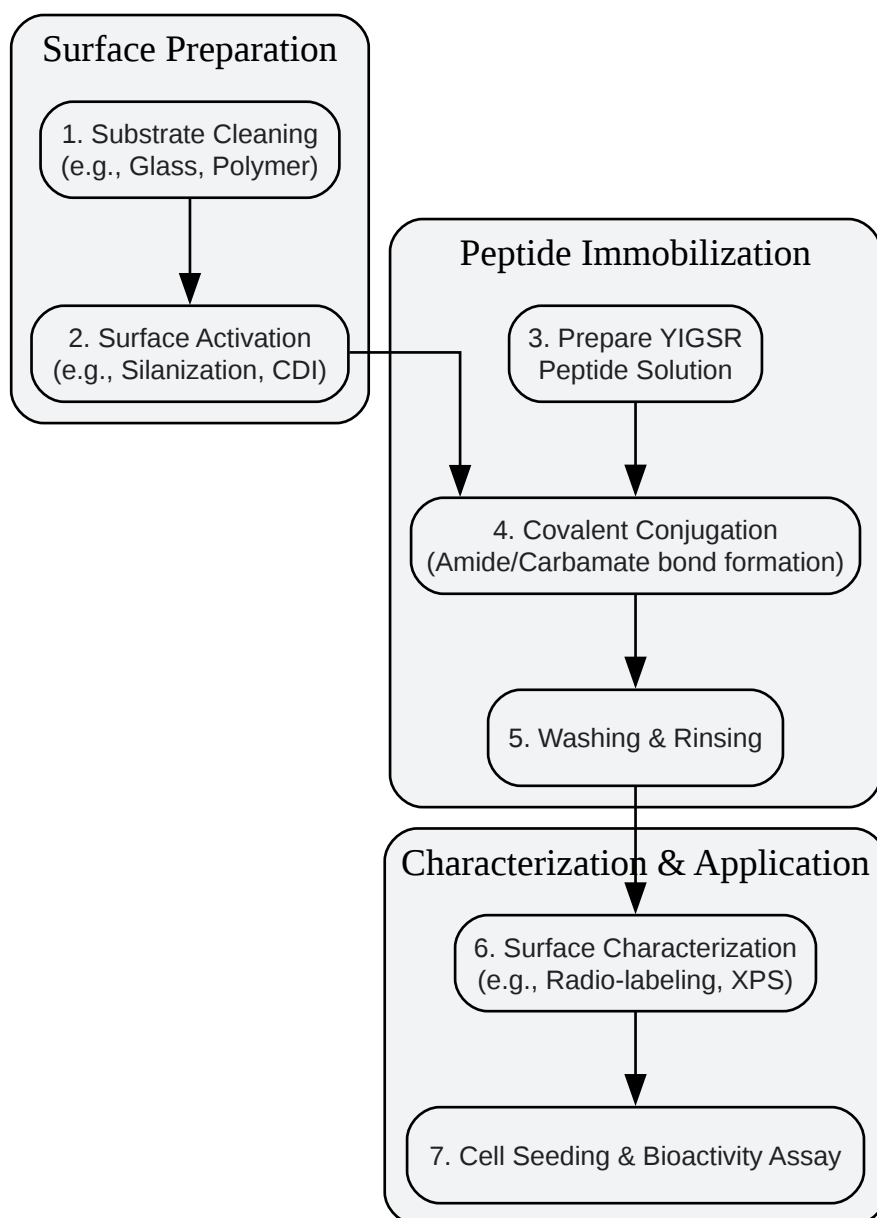 Surface Preparation
1. Substrate Cleaning
(e.g., Glass, Polymer)
2. Surface Activation
(e.g., Silanization, CDI)
Peptide Immobilization
3. Prepare YIGSR
Peptide Solution
4. Covalent Conjugation
(Amide/Carbamate bond formation)
5. Washing & Rinsing
Characterization & Application
6. Surface Characterization
(e.g., Radio-labeling, XPS)
7. Cell Seeding & Bioactivity Assay